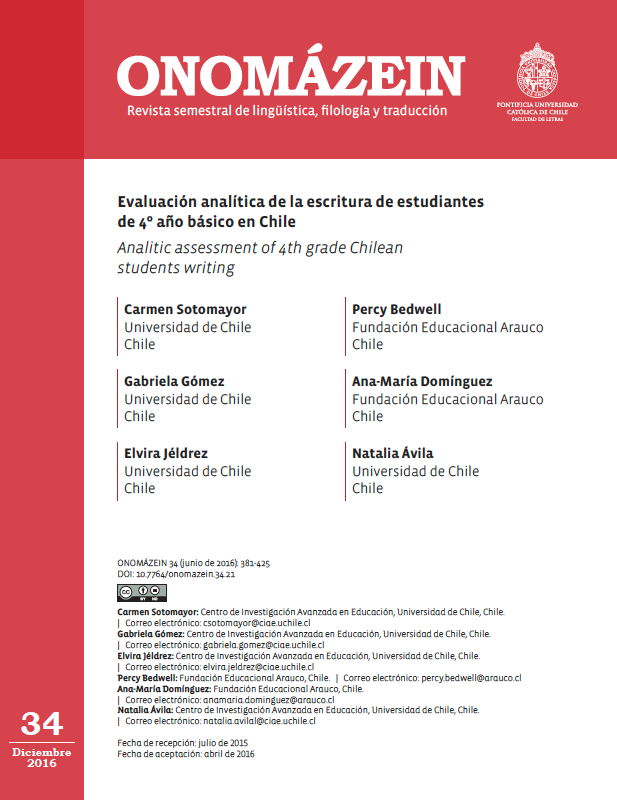 ONOMÁZEIN
Revista semestral de lingüística, filología y traducción
PONTIFICIA UNIVERSIDAD
CATÓLICA DE CHILE
FACULTAD DE LETRAS
Evaluación analítica de la escritura de estudiantes
de 4º año básico en Chile
Analitic assessment of 4th grade Chilean
students writing
Carmen Sotomayor
Universidad de Chile
Chile
Percy Bedwell
Fundación Educacional Arauco
Chile
Gabriela Gómez
Universidad de Chile
Chile
Ana-María Domínguez
Fundación Educacional Arauco
Chile
Elvira Jéldrez
Universidad de Chile
Chile
Natalia Ávila
Universidad de Chile
Chile
ONOMÁZEIN 34 (junio de 2016): 381-425
DOI: 10.7764/onomazein.34.21
cc BY ND
Carmen Sotomayor: Centro de Investigación Avanzada en Educación, Universidad de Chile, Chile.
| Correo electrónico: csotomayor@ciae.uchile.cl
Gabriela Gómez: Centro de Investigación Avanzada en Educación, Universidad de Chile, Chile.
| Correo electrónico: gabriela.gomez@ciae.uchile.cl
Elvira Jéldrez: Centro de Investigación Avanzada en Educación, Universidad de Chile, Chile.
| Correo electrónico: elvira.jeldrez@ciae.uchile.cl
Percy Bedwell: Fundación Educacional Arauco, Chile. | Correo electrónico: percy.bedwell@arauco.cl
Ana-María Domínguez: Fundación Educacional Arauco, Chile.
| Correo electrónico: anamaria.dominguez@arauco.cl
Natalia Ávila: Centro de Investigación Avanzada en Educación, Universidad de Chile, Chile.
| Correo electrónico: natalia.avilal@ciae.uchile.cl
Fecha de recepción: julio de 2015
Fecha de aceptación: abril de 2016
34
Diciembre
2016